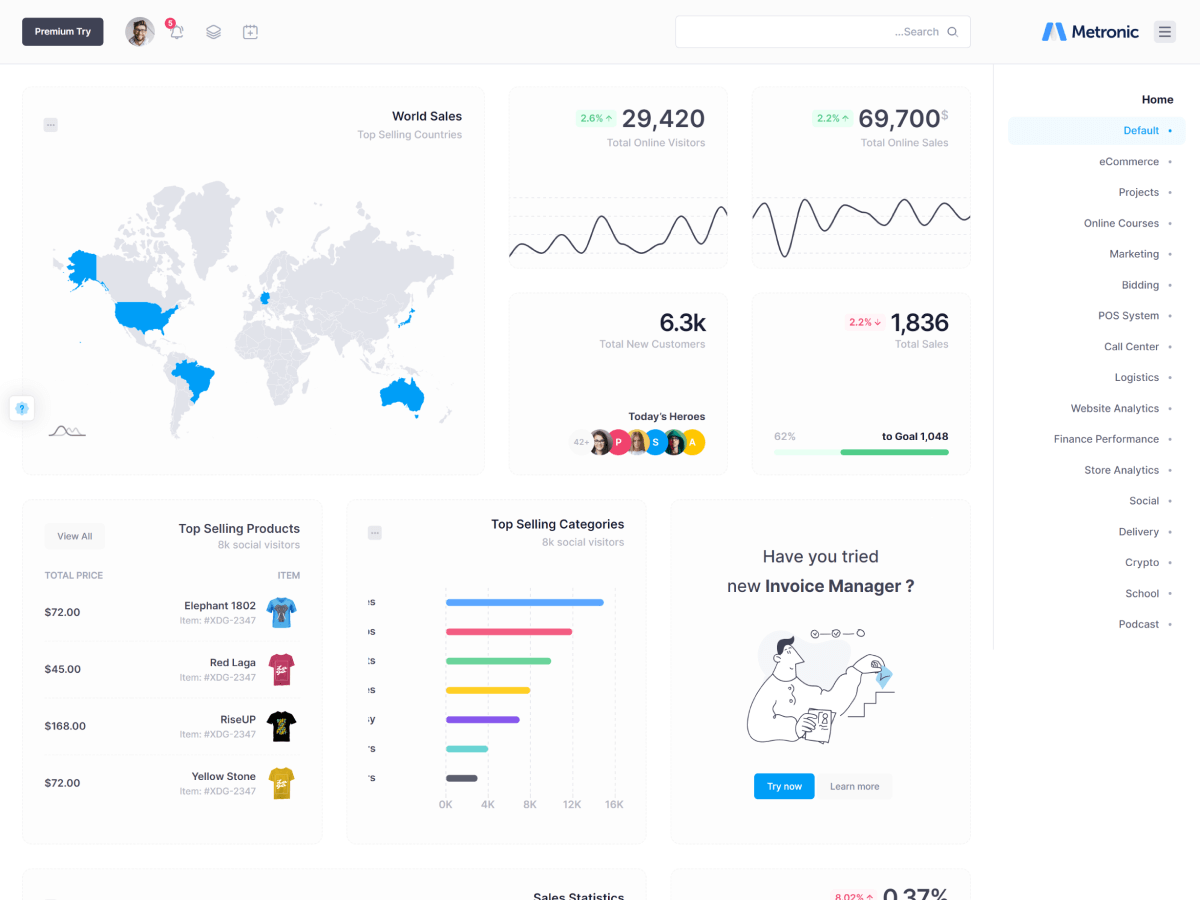 Premium Try
5
...Search
Metronic
Home
Default
eCommerce
Projects
Online Courses
Marketing
Bidding
POS System
Call Center
Logistics
Website Analytics
Finance Performance
Store Analytics
Social
Delivery
Crypto
School
Podcast
World Sales
Top Selling Countries
2.6% ↑ 29,420
Total Online Visitors
2.2% ↑ 69,700$
Total Online Sales
6.3k
Total New Customers
Today's Heroes
42+ P S A
2.2% ↓ 1,836
Total Sales
62% to Goal 1,048
?
View All
Top Selling Products
8k social visitors
TOTAL PRICE ITEM
$72.00 Elephant 1802
Item: #XDG-2347
$45.00 Red Laga
Item: #XDG-2347
$168.00 RiseUP
Item: #XDG-2347
$72.00 Yellow Stone
Item: #XDG-2347
Top Selling Categories
8k social visitors
0K 4K 8K 12K 16K
Have you tried
new Invoice Manager ?
Try now Learn more
Sales Statistics
8.02% ↑ 0.37%